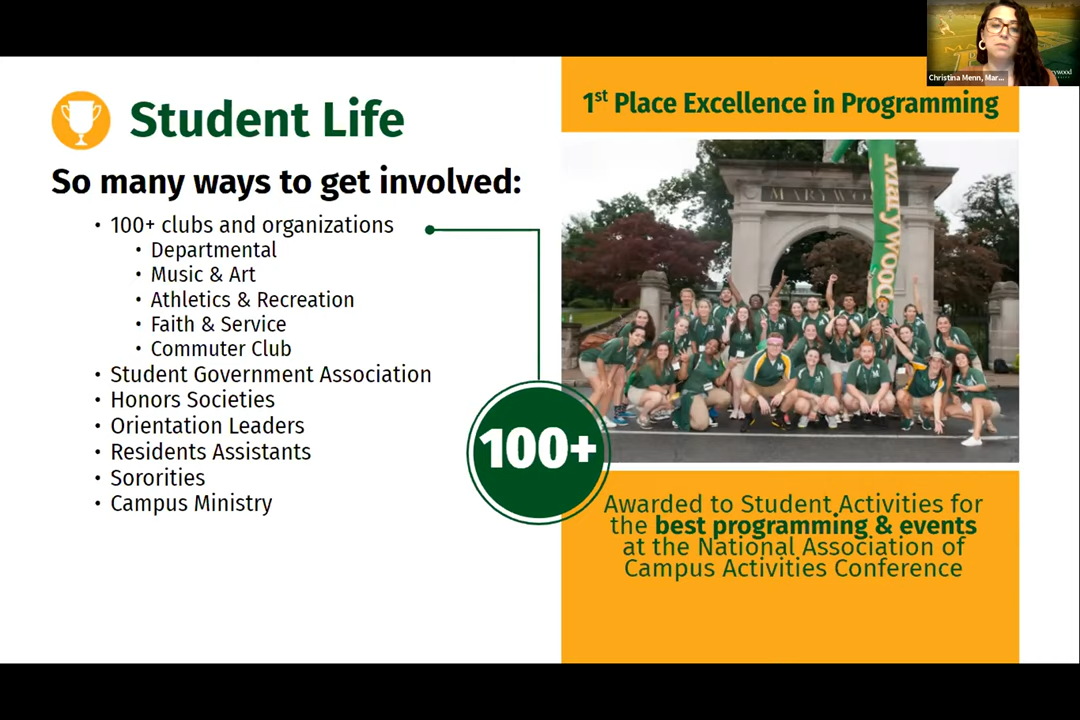 Christina Menn, Mar...
Student Life
So many ways to get involved:
• 100+ clubs and organizations
• Departmental
• Music & Art
• Athletics & Recreation
• Faith & Service
• Commuter Club
• Student Government Association
• Honors Societies
• Orientation Leaders
• Residents Assistants
• Sororities
• Campus Ministry
100+
1st Place Excellence in Programming
MARYWO
MARYWOOD
Awarded to Student Activities for
the best programming & events
at the National Association of
Campus Activities Conference